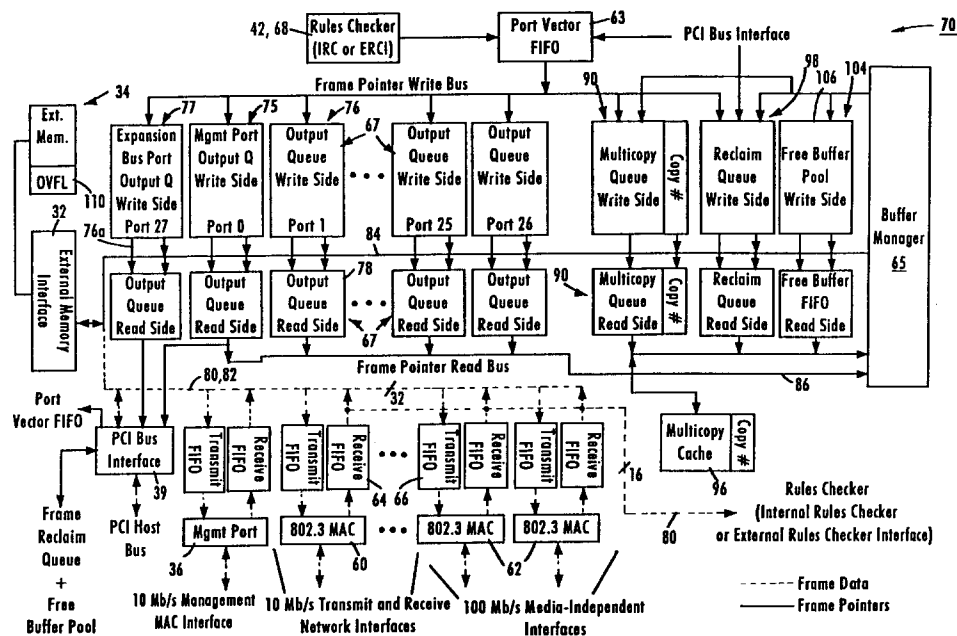 42, 68
Rules Checker
(IRC or ERCI)
63
Port Vector
FIFO
PCI Bus Interface
70
Frame Pointer Write Bus
34
Ext.
Mem.
OVFL
110
32
External Memory
Interface
77
Expansion
Bus Port
Output Q
Write Side
Port 27
76a
75
Mgmt Port
Output Q
Write Side
Port 0
76
Output
Queue
Write Side
Port 1
67
Output
Queue
Write Side
Port 25
Output
Queue
Write Side
Port 26
90
Multicopy
Queue
Write Side
Copy #
98
Reclaim
Queue
Write Side
106
104
Free Buffer
Pool
Write Side
Buffer
Manager
65
84
Output
Queue
Read Side
Output
Queue
Read Side
78
Output
Queue
Read Side
67
Output
Queue
Read Side
Output
Queue
Read Side
90
Multicopy
Queue
Read Side
Copy #
Reclaim
Queue
Read Side
Free Buffer
FIFO
Read Side
Frame Pointer Read Bus
80,82
32
86
Port
Vector FIFO
PCI Bus
Interface
39
Transmit
FIFO
Receive
FIFO
Transmit
FIFO
Receive
FIFO
64
66
Transmit
FIFO
Receive
FIFO
Transmit
FIFO
Receive
FIFO
16
Multicopy
Cache
Copy #
96
Frame
Reclaim
Queue
+
Free
Buffer Pool
PCI Host
Bus
Mgmt Port
36
802.3 MAC
60
802.3 MAC
62
802.3 MAC
80
Rules Checker
(Internal Rules Checker
or External Rules Checker Interface)
10 Mb/s Management
MAC Interface
10 Mb/s Transmit and Receive
Network Interfaces
100 Mb/s Media-Independent
Interfaces
Frame Data
Frame Pointers